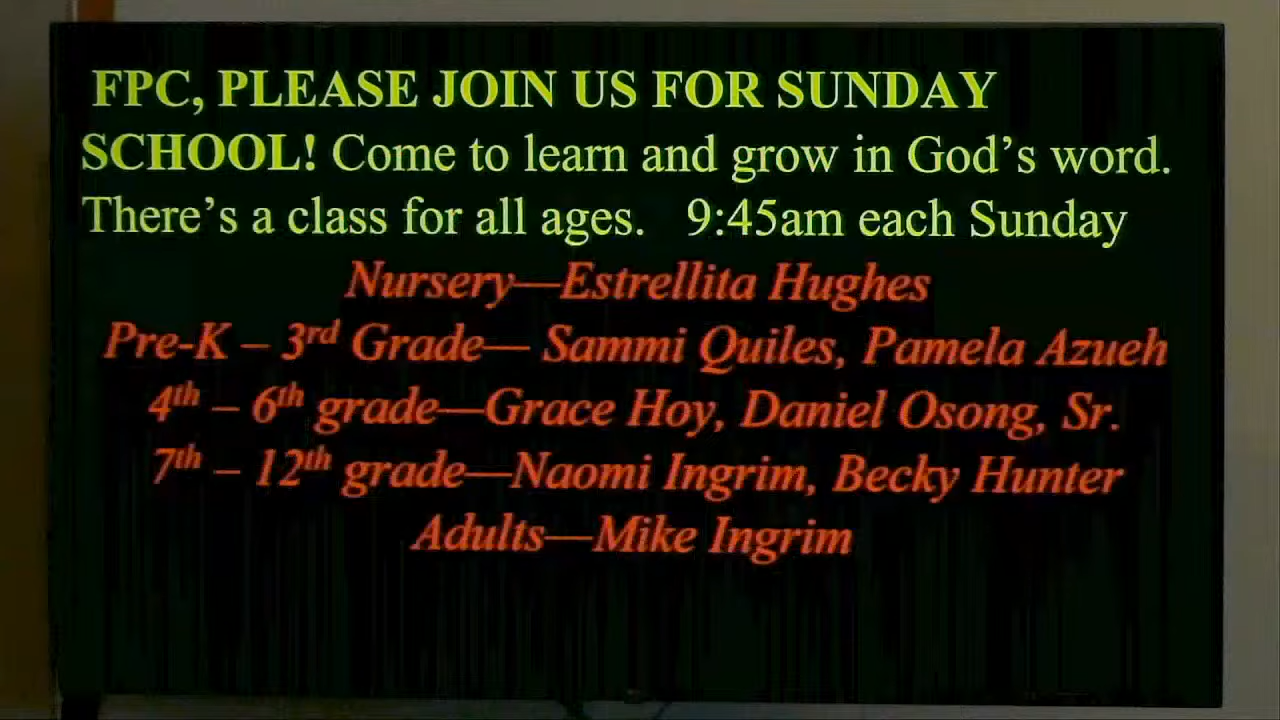 FPC, PLEASE JOIN US FOR SUNDAY
SCHOOL! Come to learn and grow in God’s word.
There’s a class for all ages. 9:45am each Sunday
Nursery—Estrellita Hughes
Pre-K – 3rd Grade— Sammi Quiles, Pamela Azueh
4th – 6th grade—Grace Hoy, Daniel Osong, Sr.
7th – 12th grade—Naomi Ingrim, Becky Hunter
Adults—Mike Ingrim